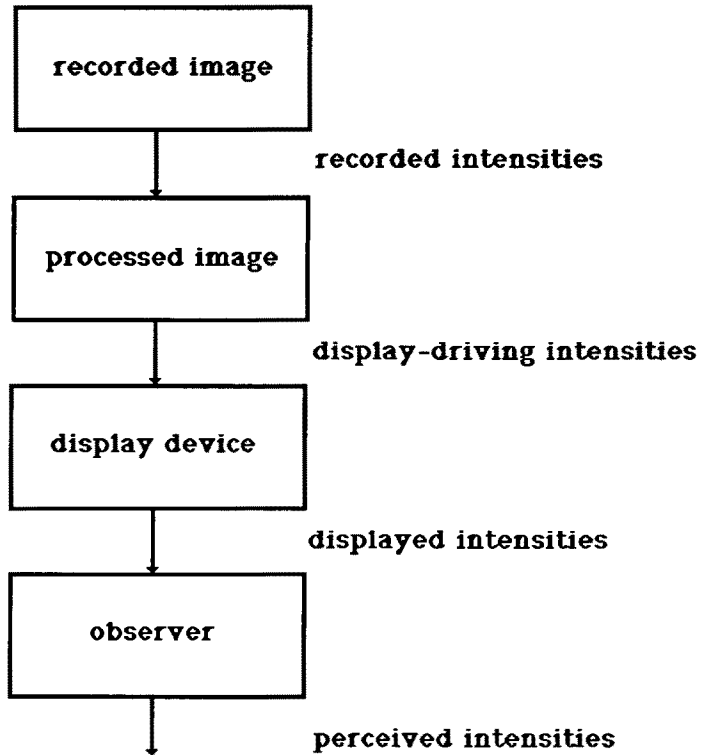 recorded image
recorded intensities
processed image
display-driving intensities
display device
displayed intensities
observer
perceived intensities